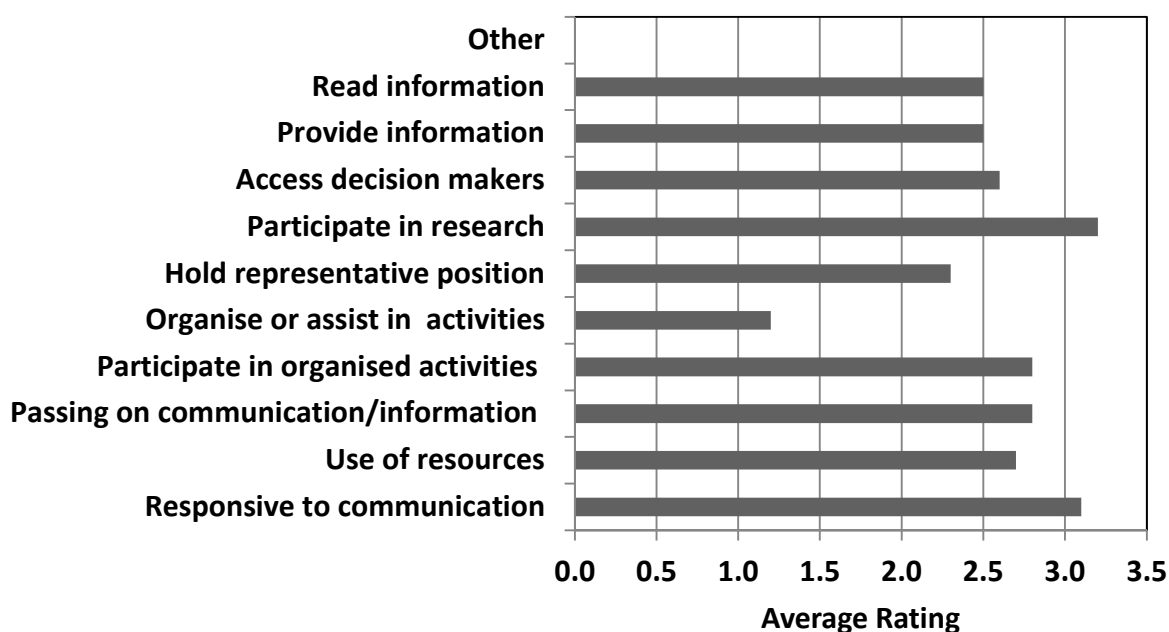 Other
Read information
Provide information
Access decision makers
Participate in research
Hold representative position
Organise or assist in  activities
Participate in organised activities
Passing on communication/information
Use of resources
Responsive to communication
0.0 0.5 1.0 1.5 2.0 2.5 3.0 3.5
Average Rating